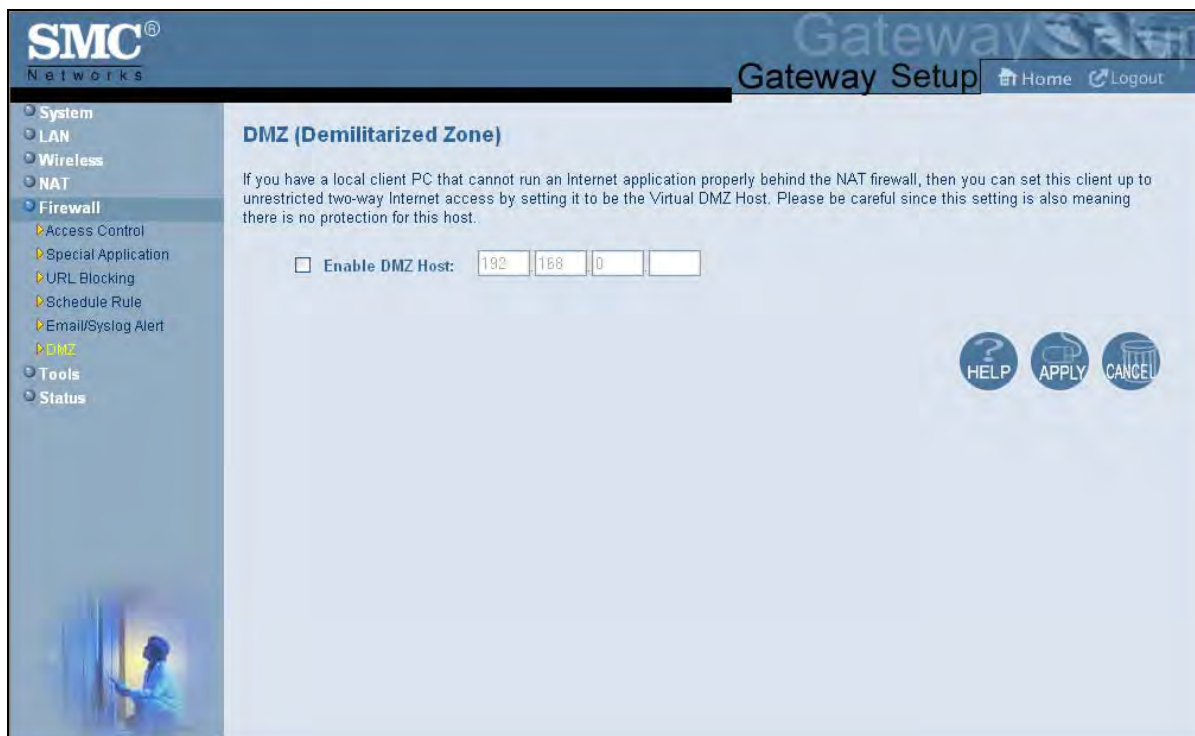 SMC®
Networks
Gateway Setup
Gateway Setup
Home
Logout
System
LAN
Wireless
NAT
Firewall
Access Control
Special Application
URL Blocking
Schedule Rule
Email/Syslog Alert
DMZ
Tools
Status
DMZ (Demilitarized Zone)
If you have a local client PC that cannot run an Internet application properly behind the NAT firewall, then you can set this client up to
unrestricted two-way Internet access by setting it to be the Virtual DMZ Host. Please be careful since this setting is also meaning
there is no protection for this host.
Enable DMZ Host: 192 .168 .0 .
HELP APPLY CANCEL